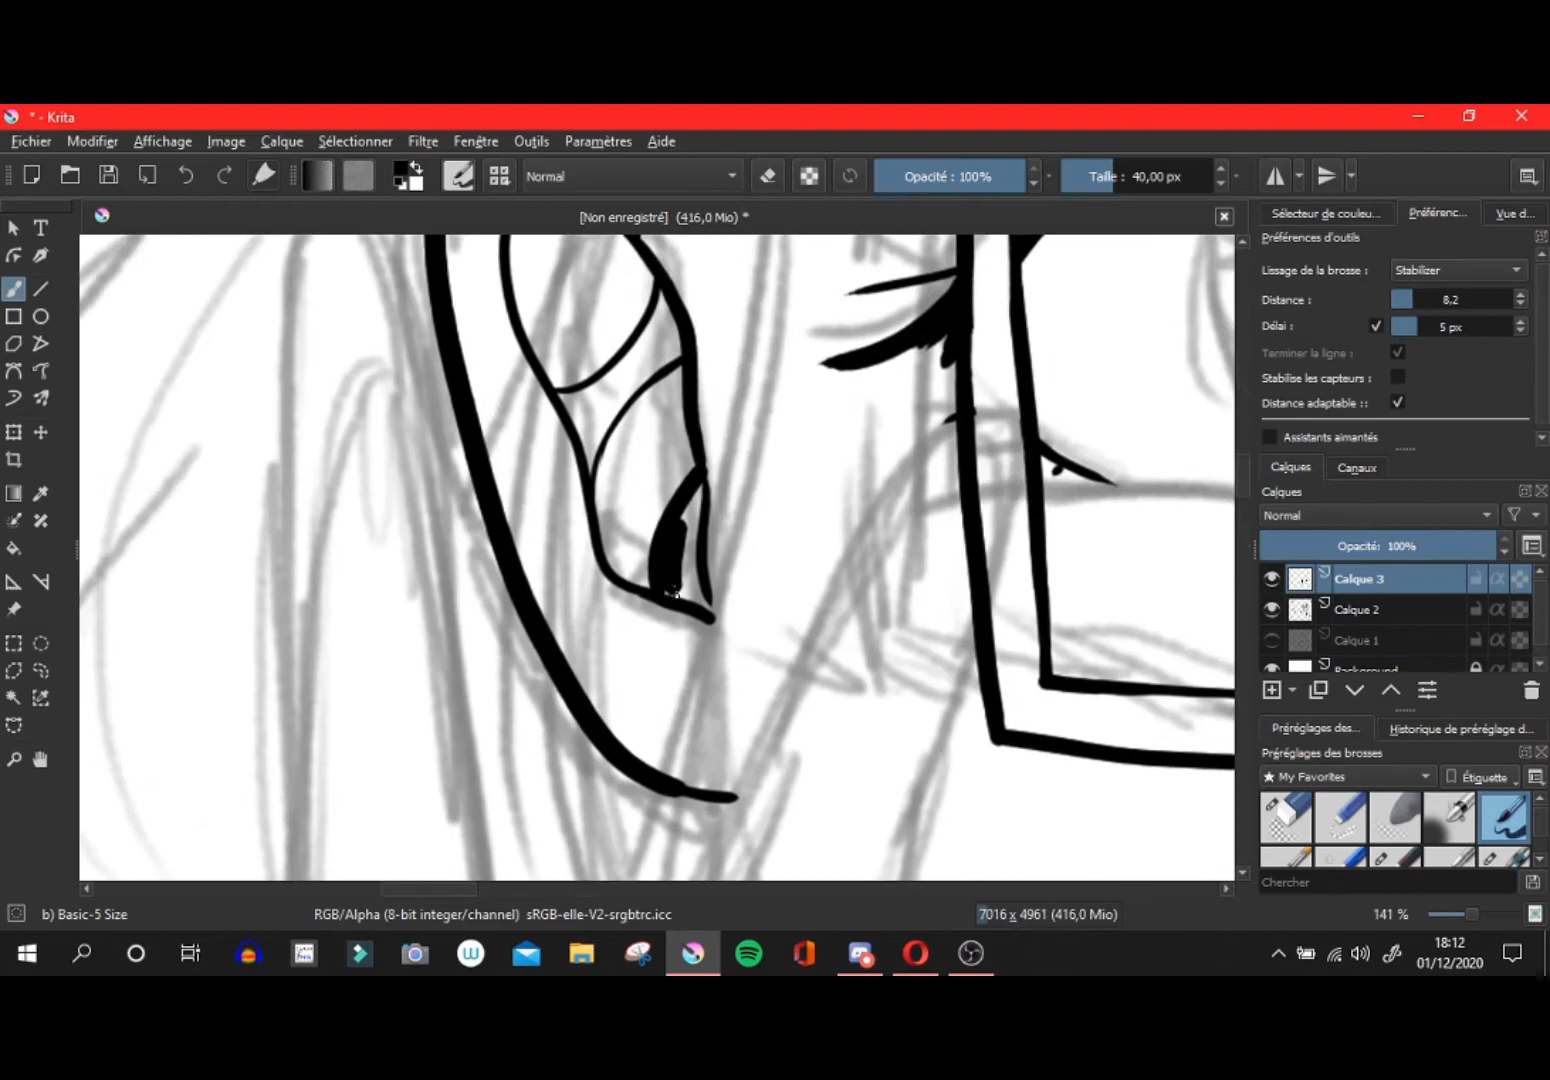 * - Krita
Fichier Modifier Affichage Image Calque Sélectionner Filtre Fenêtre Outils Paramètres Aide
Normal Opacité : 100% Taille : 40,00 px
[Non enregistré] (416,0 Mio) *
Sélecteur de couleu... Préférenc... Vue d...
Préférences d'outils
Lissage de la brosse : Stabilizer
Distance : 8,2
Délai : 5 px
Terminer la ligne :
Stabilise les capteurs :
Distance adaptable ::
Assistants aimantés
Calques Canaux
Calques
Normal
Opacité: 100%
Calque 3
Calque 2
Calque 1
Background
Préréglages des... Historique de préréglage d...
Préréglages des brosses
★ My Favorites Étiquette
Chercher
b) Basic-5 Size RGB/Alpha (8-bit integer/channel) sRGB-elle-V2-srgbtrc.icc 7016 x 4961 (416,0 Mio) 141 %
18:12
01/12/2020